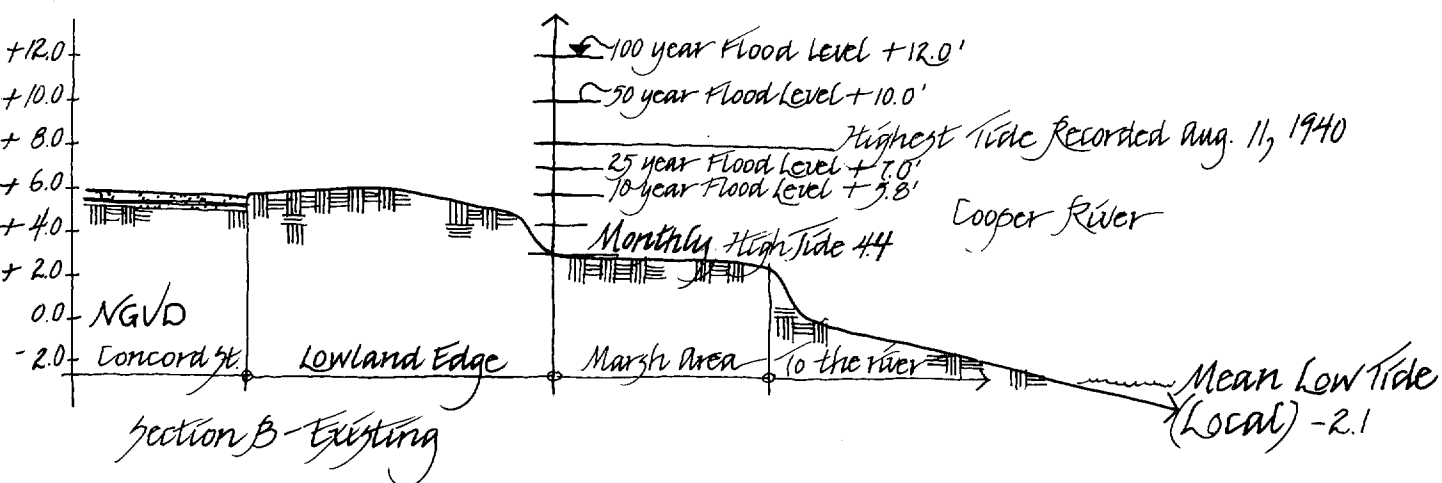 +12.0
+10.0
+ 8.0
+ 6.0
+ 4.0
+ 2.0
0.0
- 2.0
100 year Flood Level +12.0'
50 year Flood Level + 10.0'
Highest Tide Recorded Aug. 11, 1940
25 year Flood Level + 7.0'
10 year Flood Level + 5.8'
Cooper River
Monthly High Tide 4.4
NGVD
Concord St.
Lowland Edge
Marsh Area
To the river
Mean Low Tide
(Local) -2.1
Section B - Existing